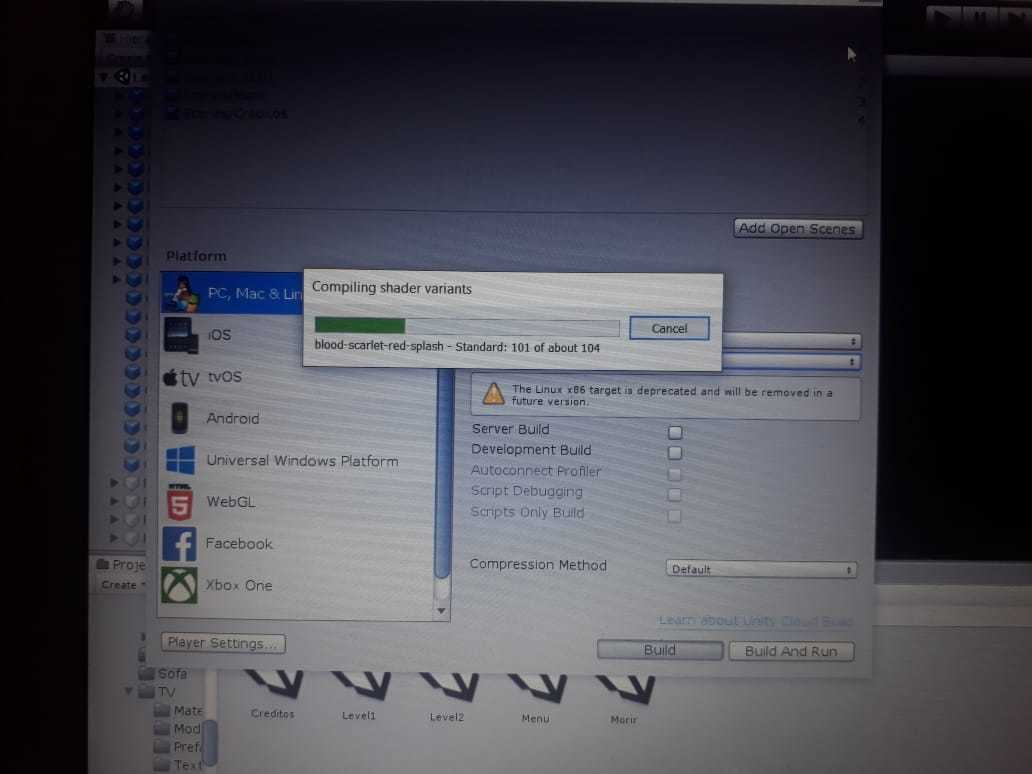 Add Open Scenes
Platform
PC, Mac & Lin
iOS
tvOS
Android
Universal Windows Platform
HTML
5
WebGL
Facebook
Xbox One
Compiling shader variants
Cancel
blood-scarlet-red-splash - Standard: 101 of about 104
The Linux x86 target is deprecated and will be removed in a
future version.
Server Build
Development Build
Autoconnect Profiler
Script Debugging
Scripts Only Build
Compression Method
Default
Learn about Unity Cloud Build
Player Settings...
Build
Build And Run
Proje
Create
Sofa
TV
Mate
Mod
Prefa
Text
Creditos
Level1
Level2
Menu
Morir